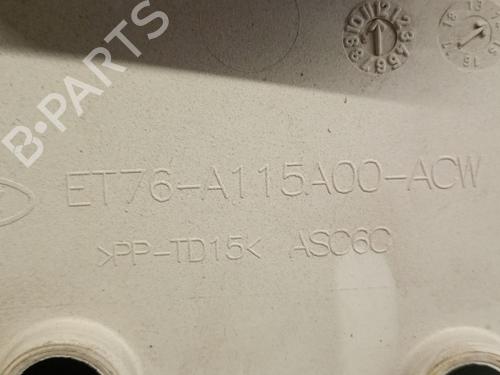 ET76-A115A00-ACW
>PP-TD15< ASC6C
B-PARTS